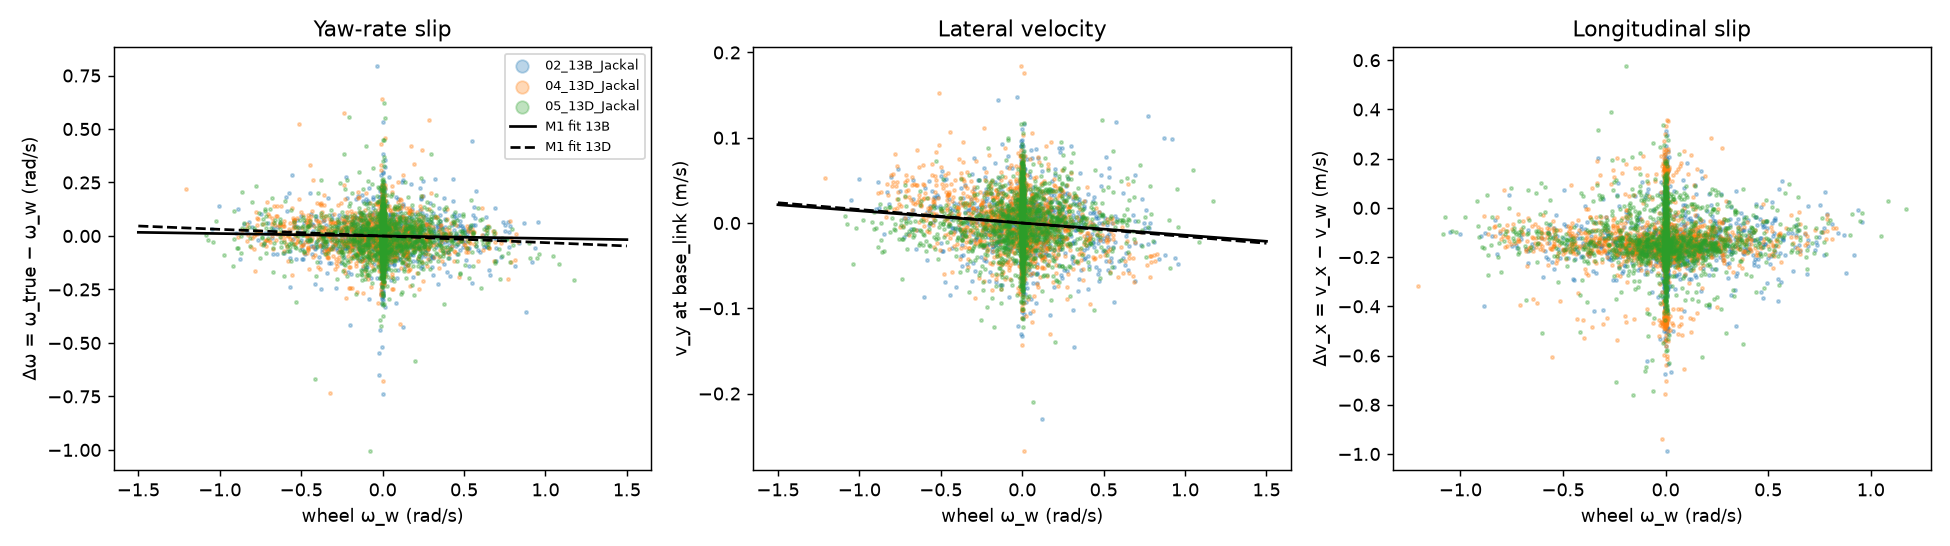 Yaw-rate slip
Δω = ω_true − ω_w (rad/s)
0.75
0.50
0.25
0.00
−0.25
−0.50
−0.75
−1.00
02_13B_Jackal
04_13D_Jackal
05_13D_Jackal
M1 fit 13B
M1 fit 13D
−1.5 −1.0 −0.5 0.0 0.5 1.0 1.5
wheel ω_w (rad/s)
Lateral velocity
v_y at base_link (m/s)
0.2
0.1
0.0
−0.1
−0.2
−1.5 −1.0 −0.5 0.0 0.5 1.0 1.5
wheel ω_w (rad/s)
Longitudinal slip
Δv_x = v_x − v_w (m/s)
0.6
0.4
0.2
0.0
−0.2
−0.4
−0.6
−0.8
−1.0
−1.0 −0.5 0.0 0.5 1.0
wheel ω_w (rad/s)